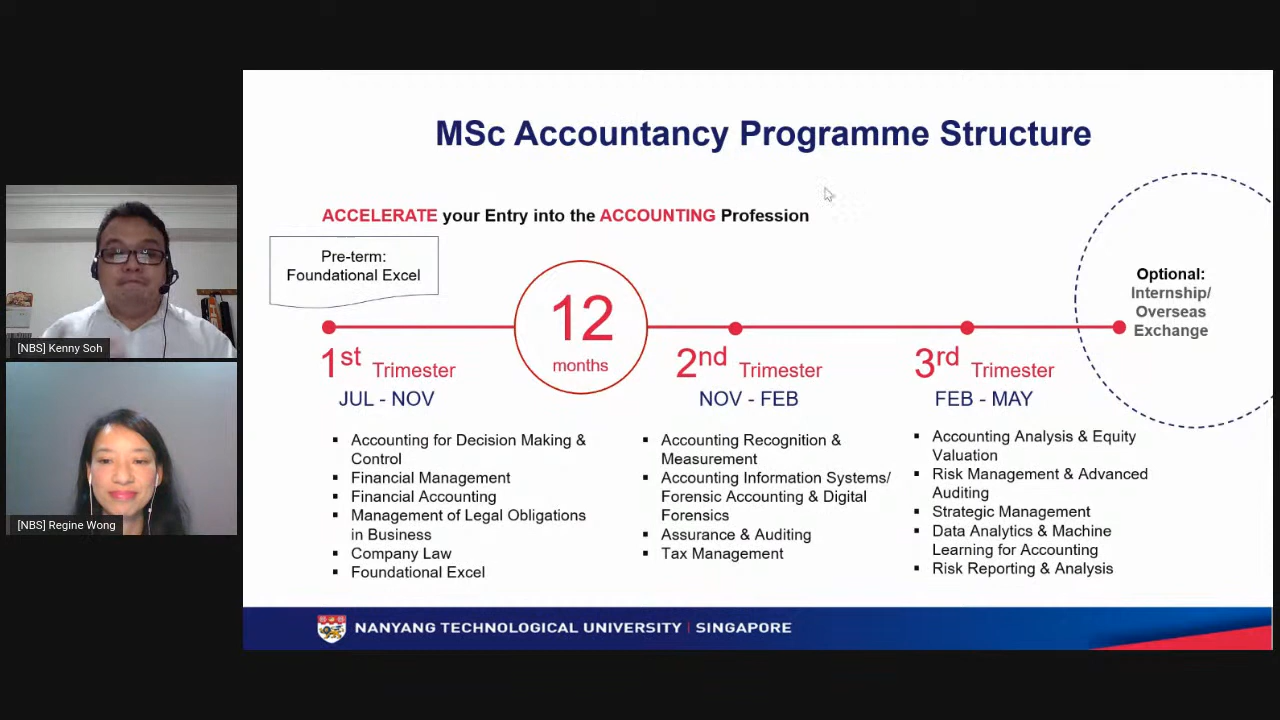 MSc Accountancy Programme Structure
ACCELERATE your Entry into the ACCOUNTING Profession
Pre-term:
Foundational Excel
12
months
Optional:
Internship/
Overseas
Exchange
1st Trimester
JUL - NOV
2nd Trimester
NOV - FEB
3rd Trimester
FEB - MAY
▪ Accounting for Decision Making &
Control
▪ Financial Management
▪ Financial Accounting
▪ Management of Legal Obligations
in Business
▪ Company Law
▪ Foundational Excel
▪ Accounting Recognition &
Measurement
▪ Accounting Information Systems/
Forensic Accounting & Digital
Forensics
▪ Assurance & Auditing
▪ Tax Management
▪ Accounting Analysis & Equity
Valuation
▪ Risk Management & Advanced
Auditing
▪ Strategic Management
▪ Data Analytics & Machine
Learning for Accounting
▪ Risk Reporting & Analysis
NANYANG TECHNOLOGICAL UNIVERSITY | SINGAPORE
[NBS] Kenny Soh
[NBS] Regine Wong